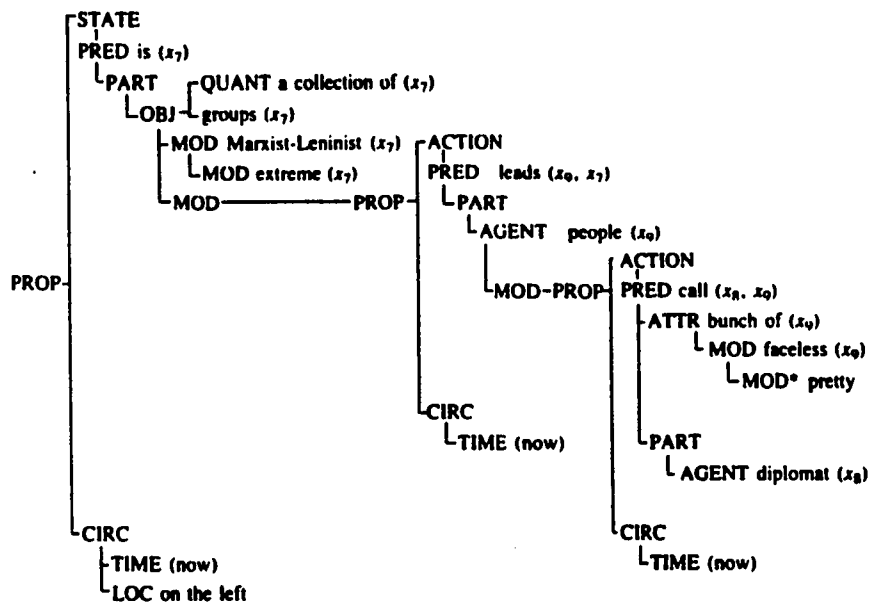 STATE
PRED is (x₇)
PART
QUANT a collection of (x₇)
OBJ groups (x₇)
MOD Marxist-Leninist (x₇)
MOD extreme (x₇)
MOD PROP
ACTION
PRED leads (x₉, x₇)
PART
AGENT people (x₉)
MOD-PROP
ACTION
PRED call (x₈, x₉)
ATTR bunch of (x₉)
MOD faceless (x₉)
MOD* pretty
PART
AGENT diplomat (x₈)
CIRC
TIME (now)
CIRC
TIME (now)
PROP
CIRC
TIME (now)
LOC on the left